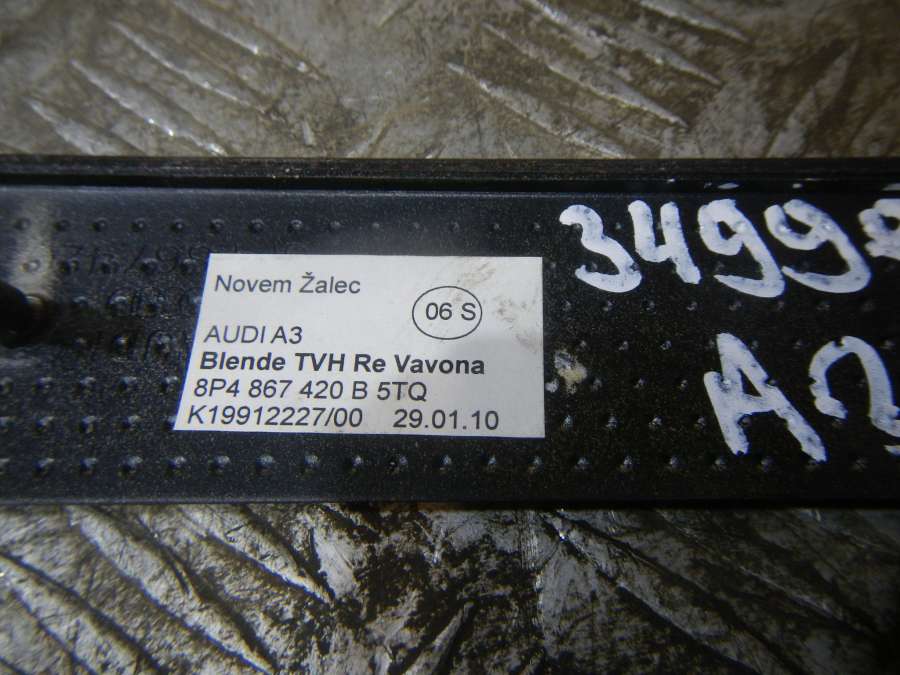 Novem Žalec
06 S
AUDI A3
Blende TVH Re Vavona
8P4 867 420 B 5TQ
K19912227/00 29.01.10
3499
A